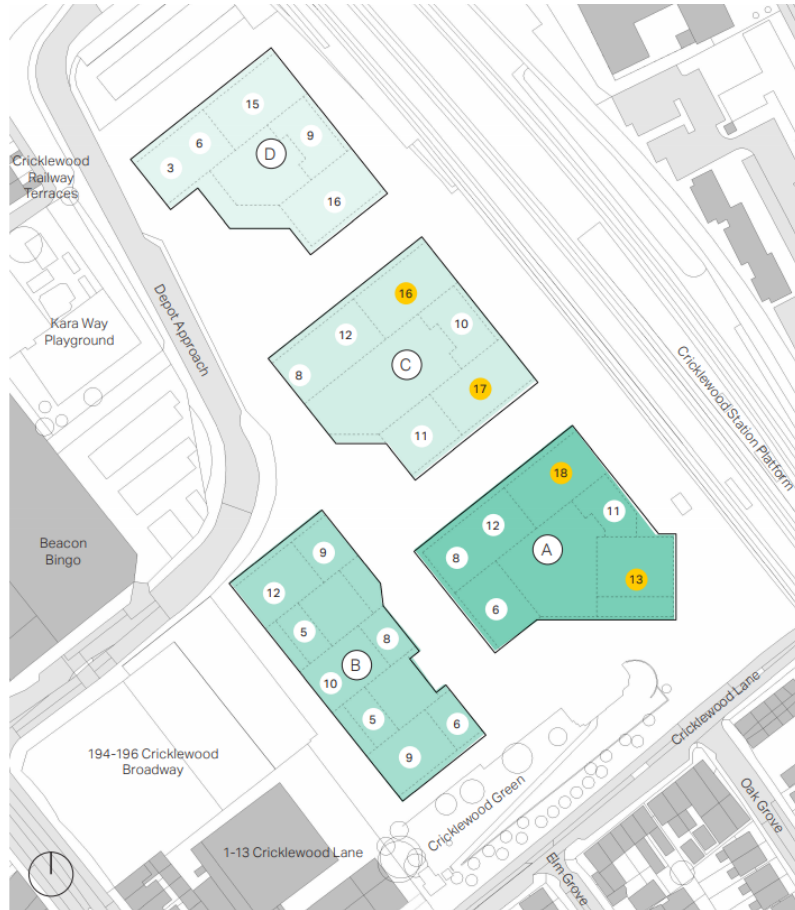 15
6
9
3
D
Cricklewood
Railway
Terraces
16
16
12
10
Depot Approach
Kara Way
Playground
C
8
17
11
Cricklewood Station Platform
18
11
12
Beacon
Bingo
A
8
9
13
12
6
5
8
B
10
5
6
Cricklewood Lane
194-196 Cricklewood
Broadway
9
Oak Grove
Cricklewood Green
1-13 Cricklewood Lane
Elm Grove